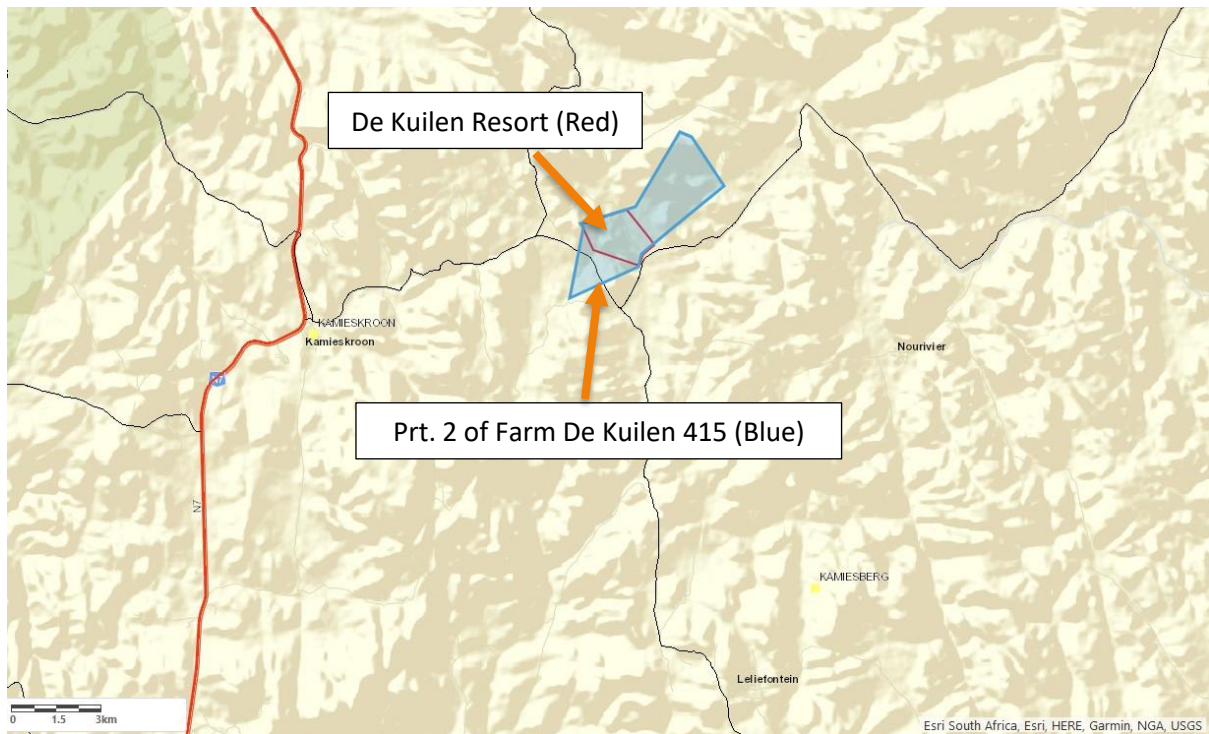 De Kuilen Resort (Red)
KAMIESKROON
Kamieskroon
Nourivier
N7
Prt. 2 of Farm De Kuilen 415 (Blue)
N7
KAMIESBERG
Leliefontein
0 1.5 3km
Esri South Africa, Esri, HERE, Garmin, NGA, USGS